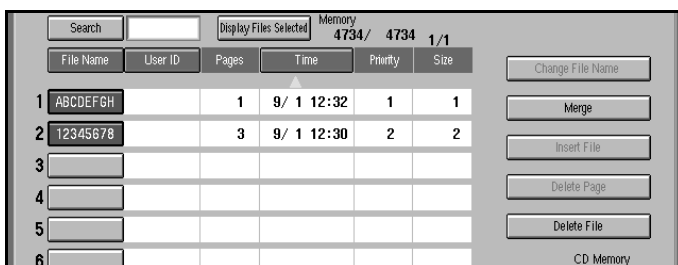 Search Display Files Selected Memory 4734/ 4734 1/1
File Name User ID Pages Time Priority Size Change File Name
1 ABCDEFGH 1 9/ 1 12:32 1 1 Merge
2 12345678 3 9/ 1 12:30 2 2
Insert File
3
Delete Page
4
5 Delete File
6 CD Memory